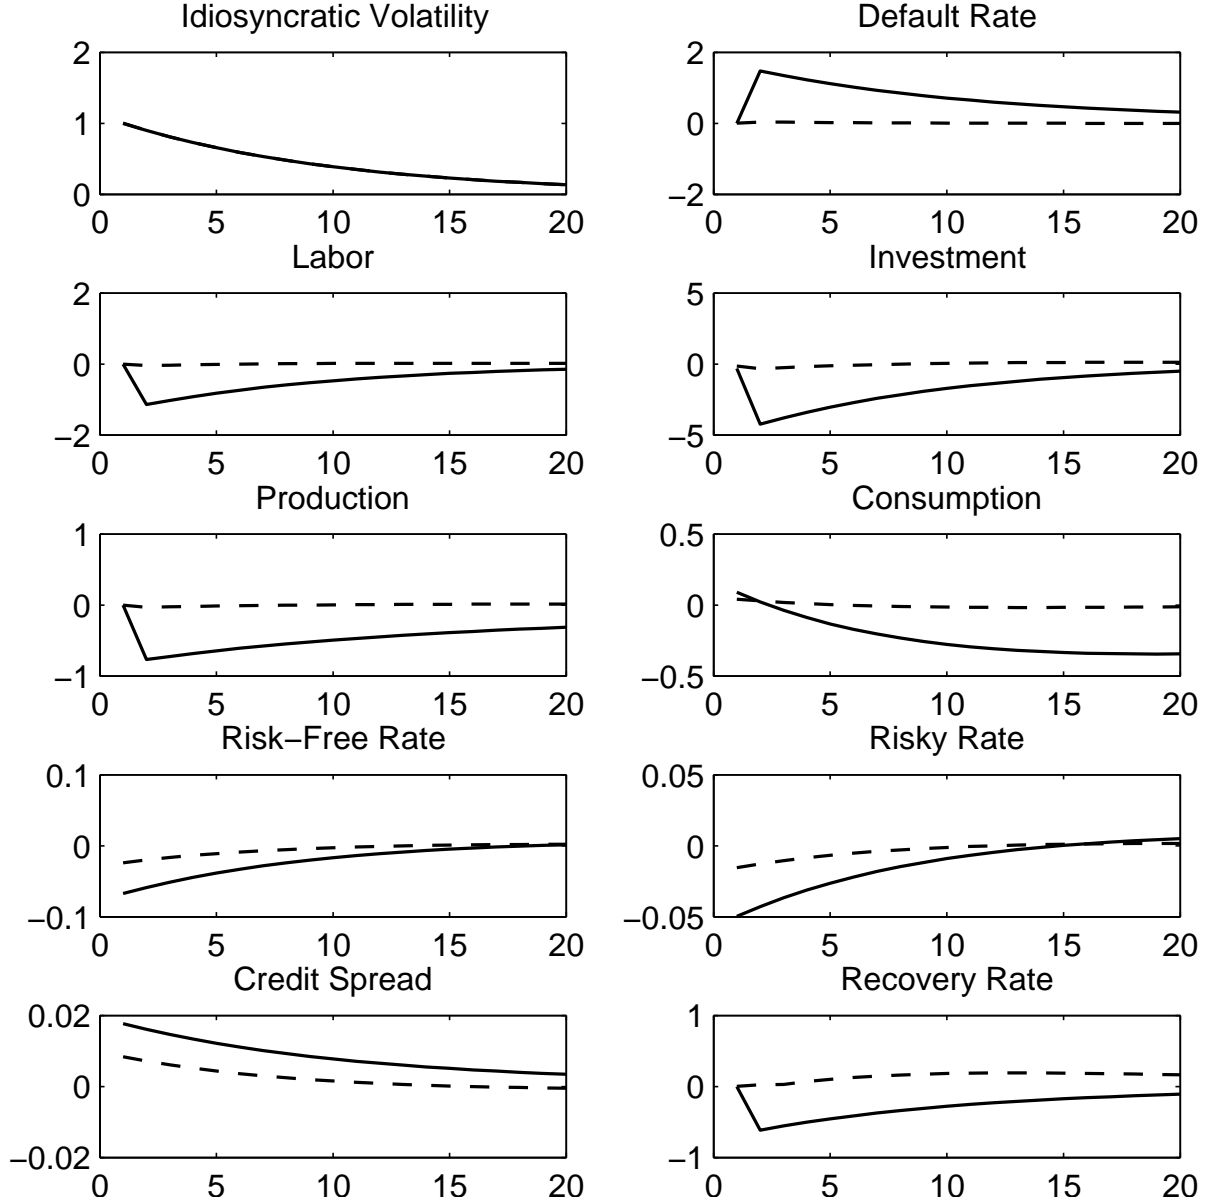 Idiosyncratic Volatility
2
1
0
0 5 10 15 20
Default Rate
2
0
−2
0 5 10 15 20
Labor
2
0
−2
0 5 10 15 20
Investment
5
0
−5
0 5 10 15 20
Production
1
0
−1
0 5 10 15 20
Consumption
0.5
0
−0.5
0 5 10 15 20
Risk−Free Rate
0.1
0
−0.1
0 5 10 15 20
Risky Rate
0.05
0
−0.05
0 5 10 15 20
Credit Spread
0.02
0
−0.02
0 5 10 15 20
Recovery Rate
1
0
−1
0 5 10 15 20